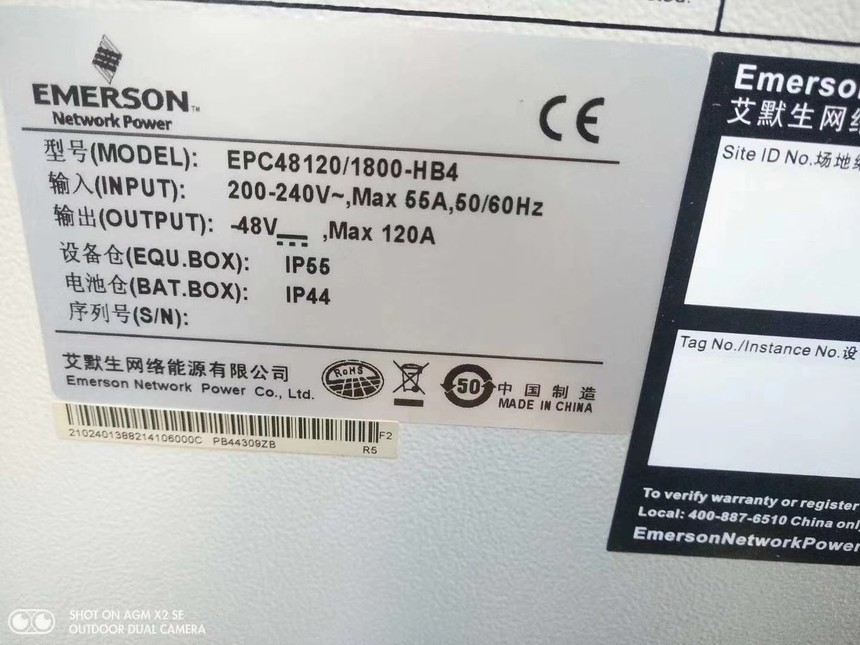 EMERSON™
Network Power
CE
型号(MODEL): EPC48120/1800-HB4
输入(INPUT): 200-240V~,Max 55A,50/60Hz
输出(OUTPUT): -48V⎓ ,Max 120A
设备仓(EQU.BOX): IP55
电池仓(BAT.BOX): IP44
序列号(S/N):
艾默生网络能源有限公司
Emerson Network Power Co., Ltd.
RoHS
50
中国制造
MADE IN CHINA
2102401388214106000C PB44309ZB
F2
R5
Emerso
艾默生网络
Site ID No.场地
Tag No./Instance No.设
To verify warranty or register
Local: 400-887-6510 China only
EmersonNetworkPower
SHOT ON AGM X2 SE
OUTDOOR DUAL CAMERA